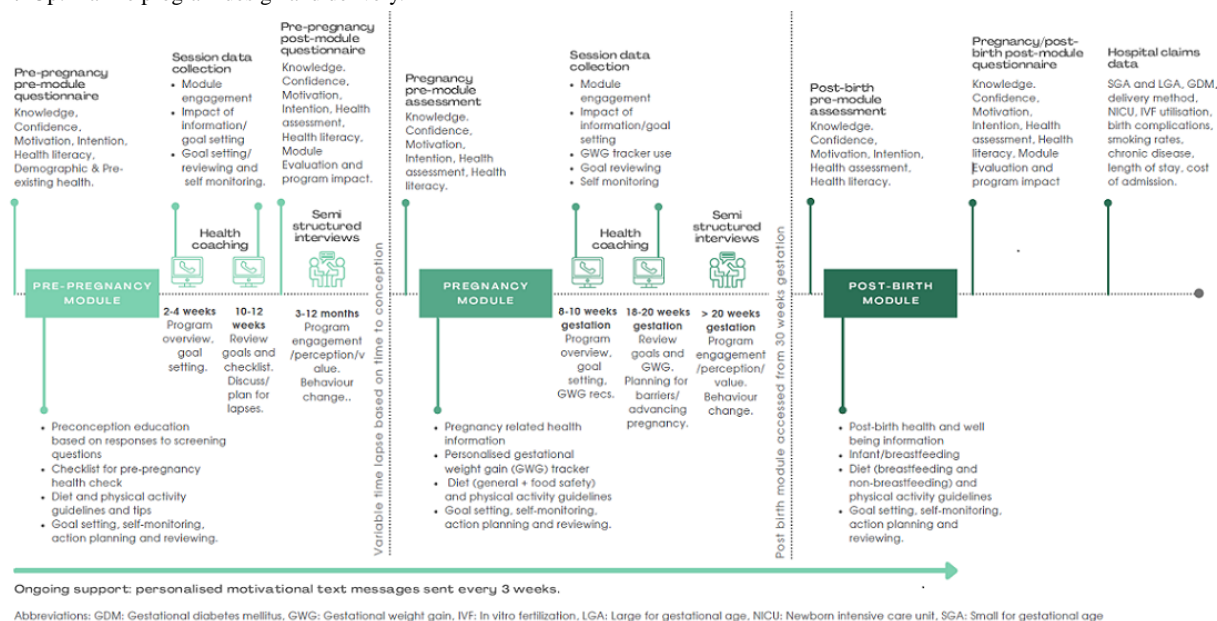 Pre-pregnancy
pre-module
questionnaire
Knowledge.
Confidence,
Motivation, Intention,
Health literacy,
Demographic & Pre-
existing health.
Session data
collection
• Module
engagement
• Impact of
information/
goal setting
• Goal setting/
reviewing and
self monitoring.
Pre-pregnancy
post-module
questionnaire
Knowledge.
Confidence,
Motivation,
Intention, Health
assessment,
Health literacy.
Module
Evaluation and
program impact.
Health
coaching
Semi
structured
interviews
PRE-PREGNANCY
MODULE
2-4 weeks
Program
overview,
goal
setting.
10-12
weeks
Review
goals and
checklist.
Discuss/
plan for
lapses.
3-12 months
Program
engagement
/perception/v
alue.
Behaviour
change..
• Preconception education
based on responses to screening
questions
• Checklist for pre-pregnancy
health check
• Diet and physical activity
guidelines and tips
• Goal setting, self-monitoring,
action planning and reviewing.
Variable time lapse based on time to conception
Pregnancy
pre-module
assessment
Knowledge.
Confidence,
Motivation,
Intention, Health
assessment, Health
literacy.
Session data
collection
• Module
engagement
• Impact of
information/goal
setting
• GWG tracker use
• Goal reviewing
• Self monitoring
Health
coaching
Semi
structured
interviews
PREGNANCY
MODULE
8-10 weeks
gestation
Program
overview,
goal
setting.
GWG recs.
18-20 weeks
gestation
Review
goals and
GWG.
Planning for
barriers/
advancing
pregnancy.
> 20 weeks
gestation
Program
engagement
/perception/
value.
Behaviour
change.
• Pregnancy related health
information
• Personalised gestational
weight gain (GWG) tracker
• Diet (general + food safety)
and physical activity guidelines
• Goal setting, self-monitoring,
action planning and reviewing.
Post birth module accessed from 30 weeks gestation
Post-birth
pre-module
assessment
Knowledge.
Confidence,
Motivation, Intention,
Health assessment,
Health literacy.
Pregnancy/post-
birth post-module
questionnaire
Knowledge.
Confidence,
Motivation,
Intention, Health
assessment, Health
literacy. Module
Evaluation and
program impact
Hospital claims
data
SGA and LGA, GDM,
delivery method,
NICU, IVF utilisation,
birth complications,
smoking rates,
chronic disease,
length of stay, cost
of admission.
POST-BIRTH
MODULE
• Post-birth health and well
being information
• Infant/breastfeeding
• Diet (breastfeeding and
non-breastfeeding) and
physical activity guidelines
• Goal setting, self-monitoring,
action planning and
reviewing.
Ongoing support: personalised motivational text messages sent every 3 weeks.
Abbreviations: GDM: Gestational diabetes mellitus, GWG: Gestational weight gain, IVF: In vitro fertilization, LGA: Large for gestational age, NICU: Newborn intensive care unit, SGA: Small for gestational age